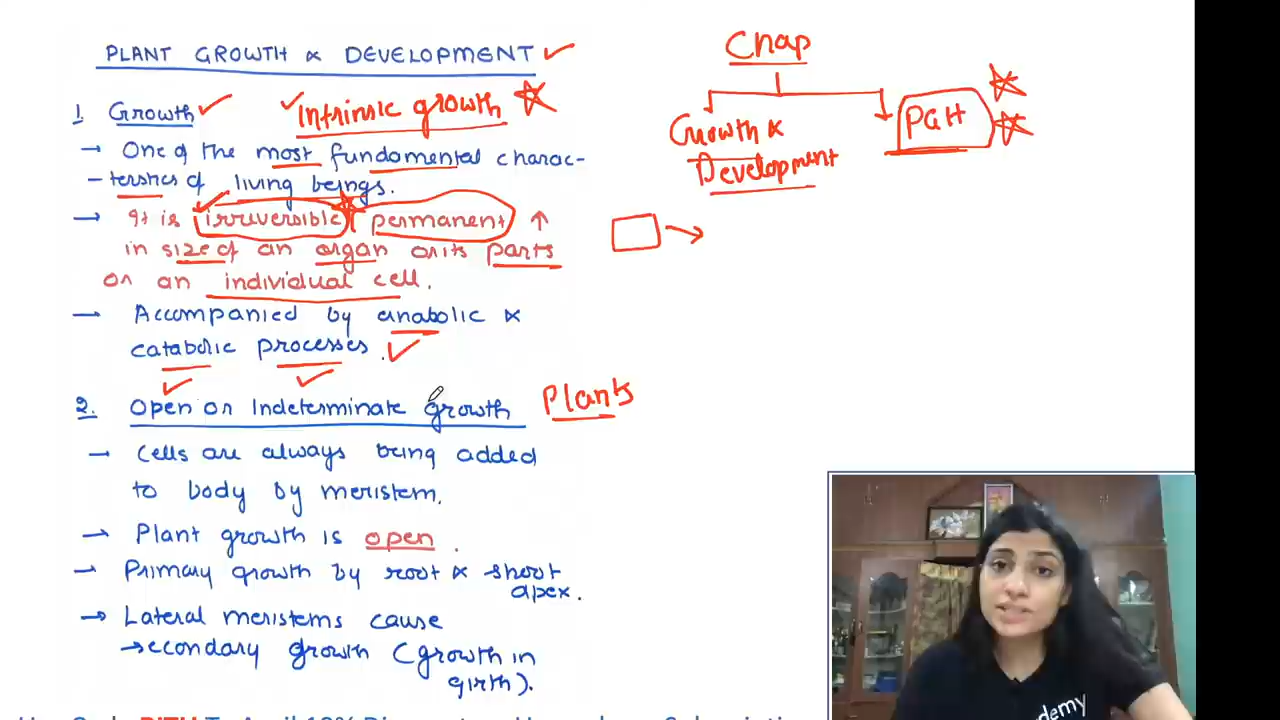 PLANT GROWTH & DEVELOPMENT
1. Growth
Intrinsic growth
→ One of the most fundamental charac-
-teristics of living beings.
→ It is irreversible permanent ↑
in size of an organ or its parts
or an individual cell.
→ Accompanied by anabolic &
catabolic processes.
2. Open or Indeterminate growth
Plants
→ Cells are always being added
to body by meristem.
→ Plant growth is open.
→ Primary growth by root & shoot
apex.
→ Lateral meristems cause
→ secondary growth (growth in
girth).
Chap
Growth &
Development
edemy